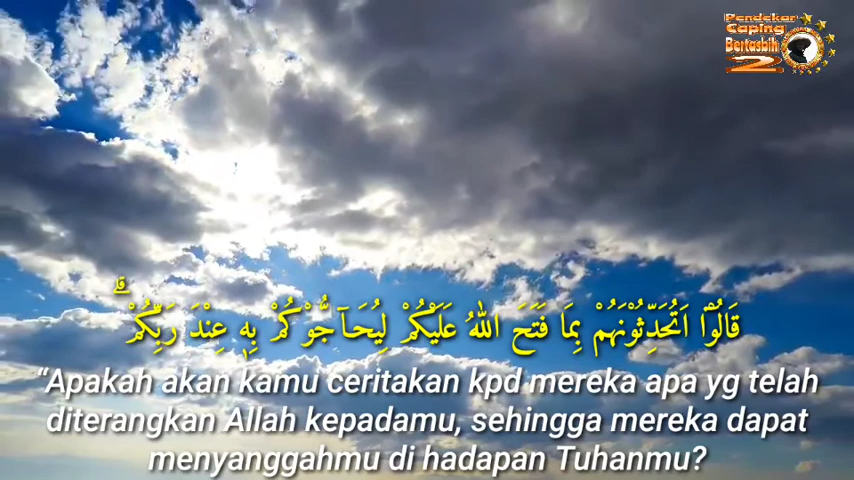 Pendekar
Caping
Bertasbih
2
قَالُوْٓا اَتُحَدِّثُوْنَهُمْ بِمَا فَتَحَ اللّٰهُ عَلَيْكُمْ لِيُحَاۤجُّوْكُمْ بِهٖ عِنْدَ رَبِّكُمْ ۗ
“Apakah akan kamu ceritakan kpd mereka apa yg telah
diterangkan Allah kepadamu, sehingga mereka dapat
menyanggahmu di hadapan Tuhanmu?